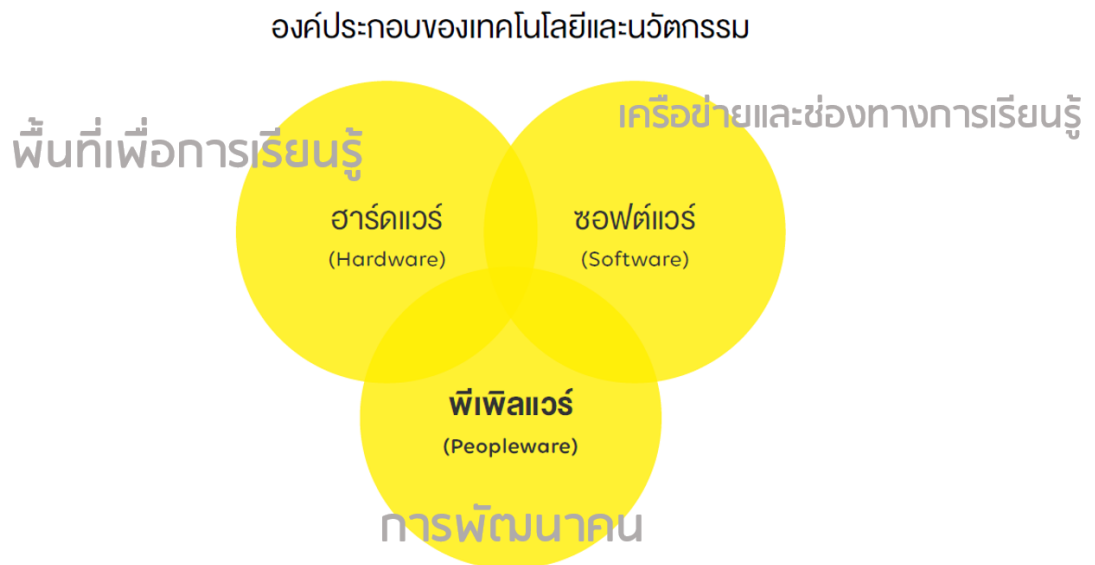 องค์ประกอบของเทคโนโลยีและนวัตกรรม
เครือข่ายและช่องทางการเรียนรู้
พื้นที่เพื่อการเรียนรู้
ฮาร์ดแวร์
(Hardware)
ซอฟต์แวร์
(Software)
พีเพิลแวร์
(Peopleware)
การพัฒนาคน